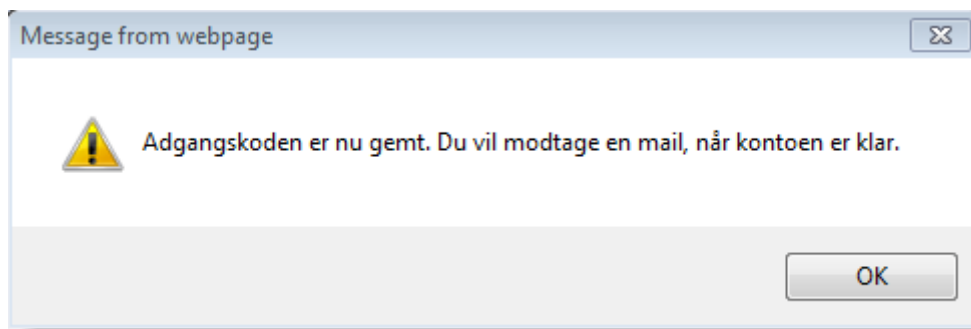 Message from webpage
Adgangskoden er nu gemt. Du vil modtage en mail, når kontoen er klar.
OK